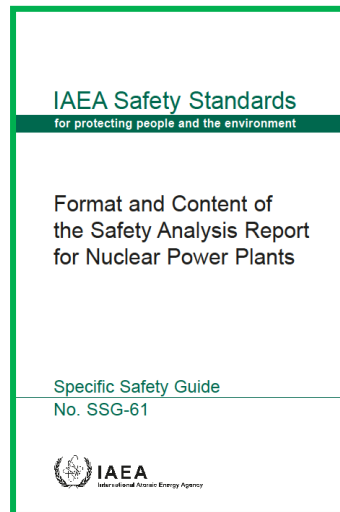 IAEA Safety Standards
for protecting people and the environment
Format and Content of
the Safety Analysis Report
for Nuclear Power Plants
Specific Safety Guide
No. SSG-61
IAEA
International Atomic Energy Agency